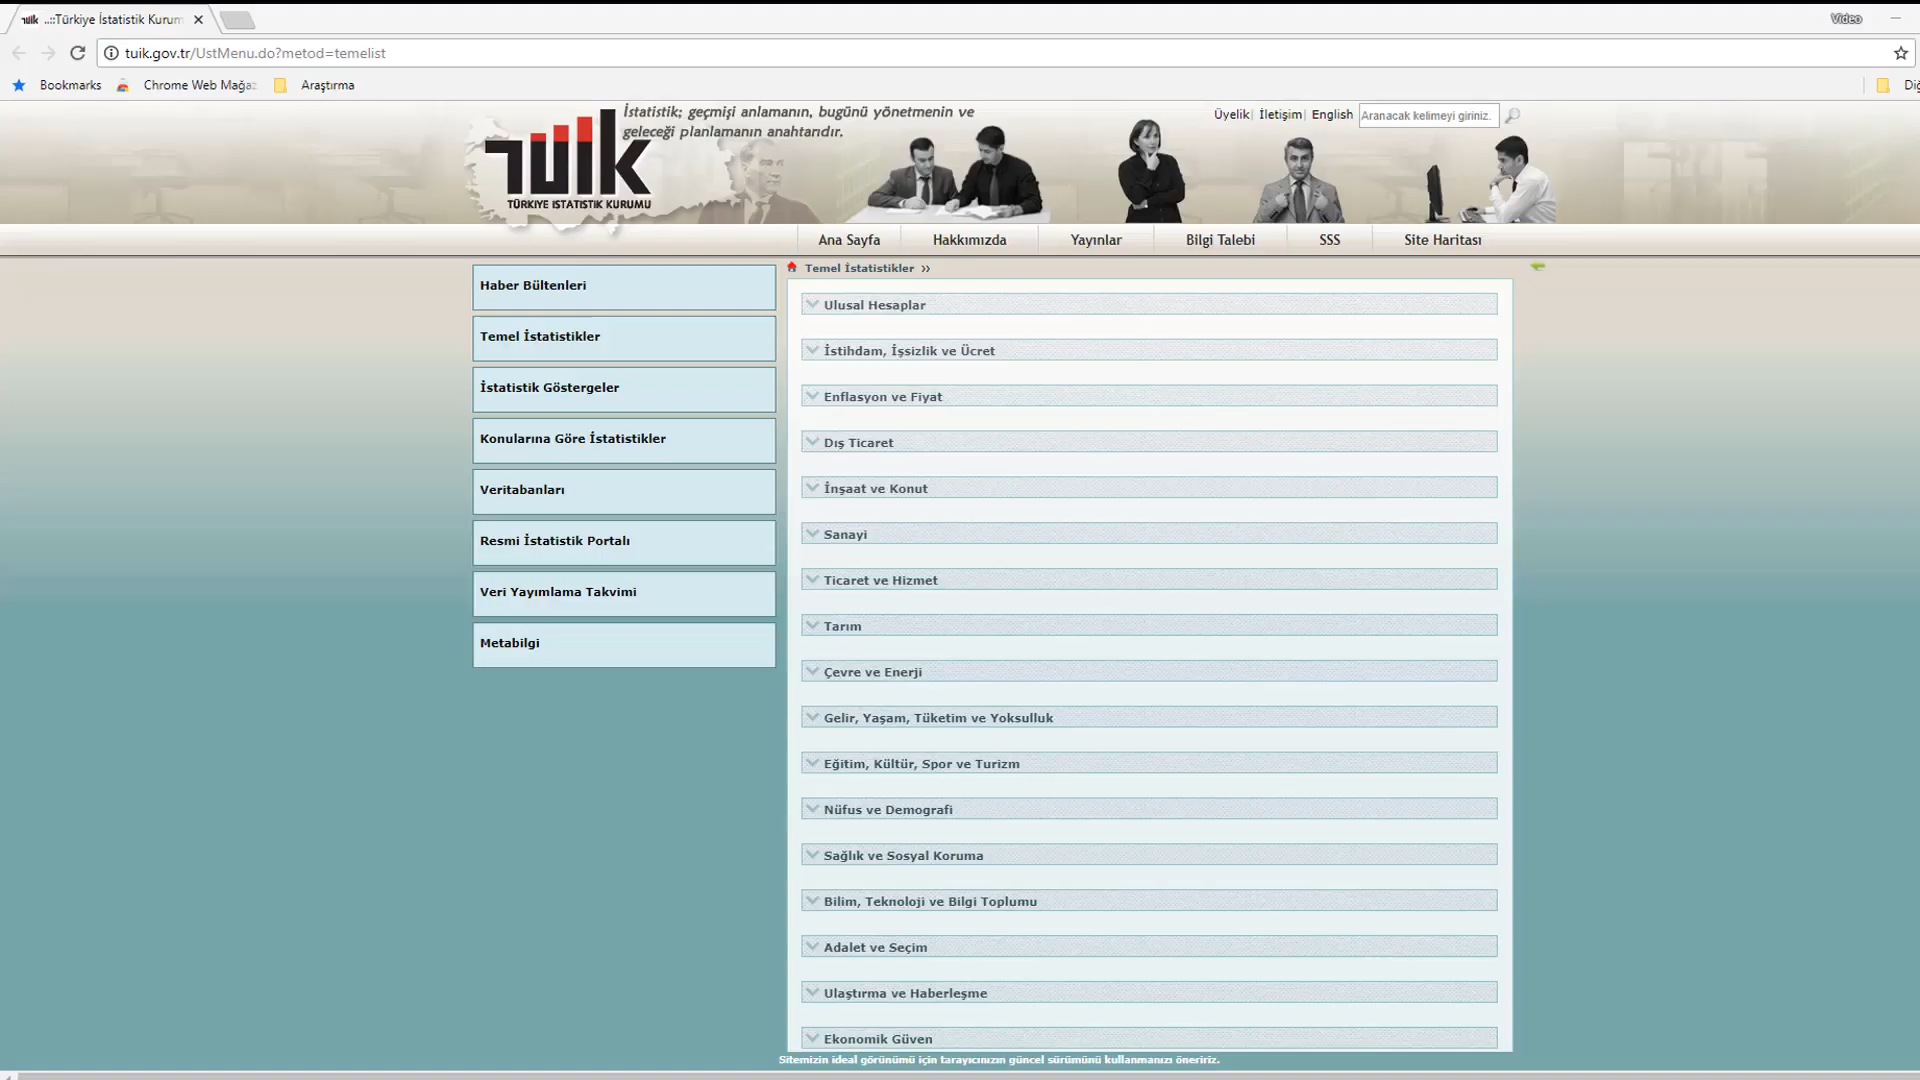 ..::Türkiye İstatistik Kurum
Video
tuik.gov.tr/UstMenu.do?metod=temelist
Bookmarks
Chrome Web Mağaz
Araştırma
Diğ
İstatistik; geçmişi anlamanın, bugünü yönetmenin ve
geleceği planlamanın anahtarıdır.
Üyelik| İletişim| English
Aranacak kelimeyi giriniz.
TUİK
TÜRKİYE İSTATİSTİK KURUMU
Ana Sayfa
Hakkımızda
Yayınlar
Bilgi Talebi
SSS
Site Haritası
Haber Bültenleri
Temel İstatistikler
İstatistik Göstergeler
Konularına Göre İstatistikler
Veritabanları
Resmi İstatistik Portalı
Veri Yayımlama Takvimi
Metabilgi
Temel İstatistikler »
Ulusal Hesaplar
İstihdam, İşsizlik ve Ücret
Enflasyon ve Fiyat
Dış Ticaret
İnşaat ve Konut
Sanayi
Ticaret ve Hizmet
Tarım
Çevre ve Enerji
Gelir, Yaşam, Tüketim ve Yoksulluk
Eğitim, Kültür, Spor ve Turizm
Nüfus ve Demografi
Sağlık ve Sosyal Koruma
Bilim, Teknoloji ve Bilgi Toplumu
Adalet ve Seçim
Ulaştırma ve Haberleşme
Ekonomik Güven
Sitemizin ideal görünümü için tarayıcınızın güncel sürümünü kullanmanızı öneririz.